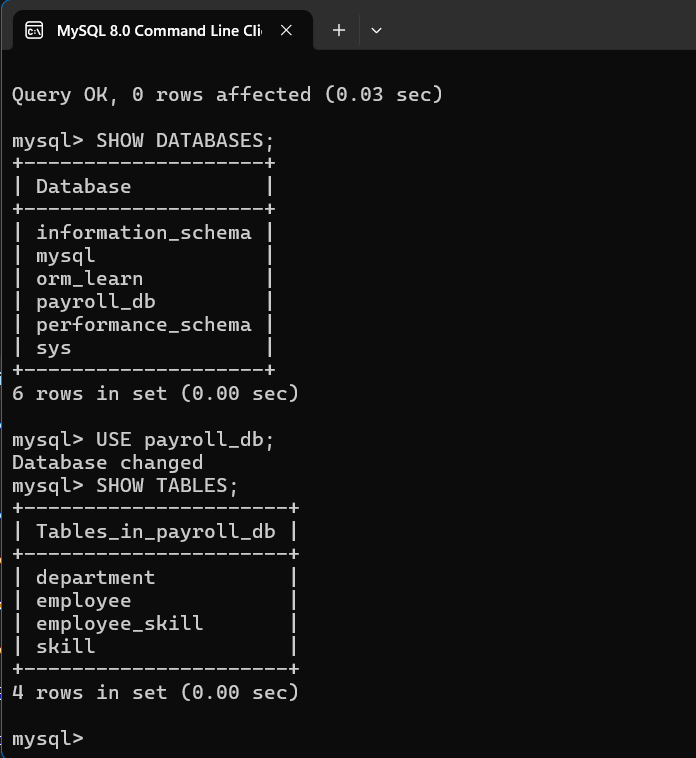 MySQL 8.0 Command Line Cli
Query OK, 0 rows affected (0.03 sec)
mysql> SHOW DATABASES;
+--------------------+
| Database           |
+--------------------+
| information_schema |
| mysql              |
| orm_learn          |
| payroll_db         |
| performance_schema |
| sys                |
+--------------------+
6 rows in set (0.00 sec)
mysql> USE payroll_db;
Database changed
mysql> SHOW TABLES;
+----------------------+
| Tables_in_payroll_db |
+----------------------+
| department           |
| employee             |
| employee_skill       |
| skill                |
+----------------------+
4 rows in set (0.00 sec)
mysql>